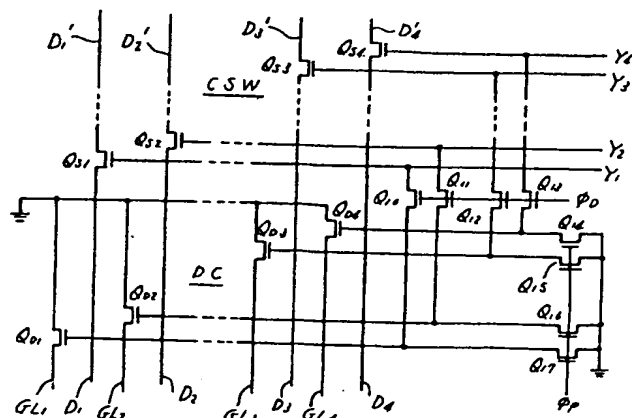 D₁' D₂' D₃' D₄'
QS4 Y₄
QS3 Y₃
CSW
QS2 Y₂
QS1 Y₁
Q10 Q11 Q12 Q13 ΦD
QD4 Q14
QD3 Q15
DC
QD2 Q16
QD1 Q17
GL₁ D₁ GL₂ D₂ GL₃ D₃ GL₄ D₄ ΦP